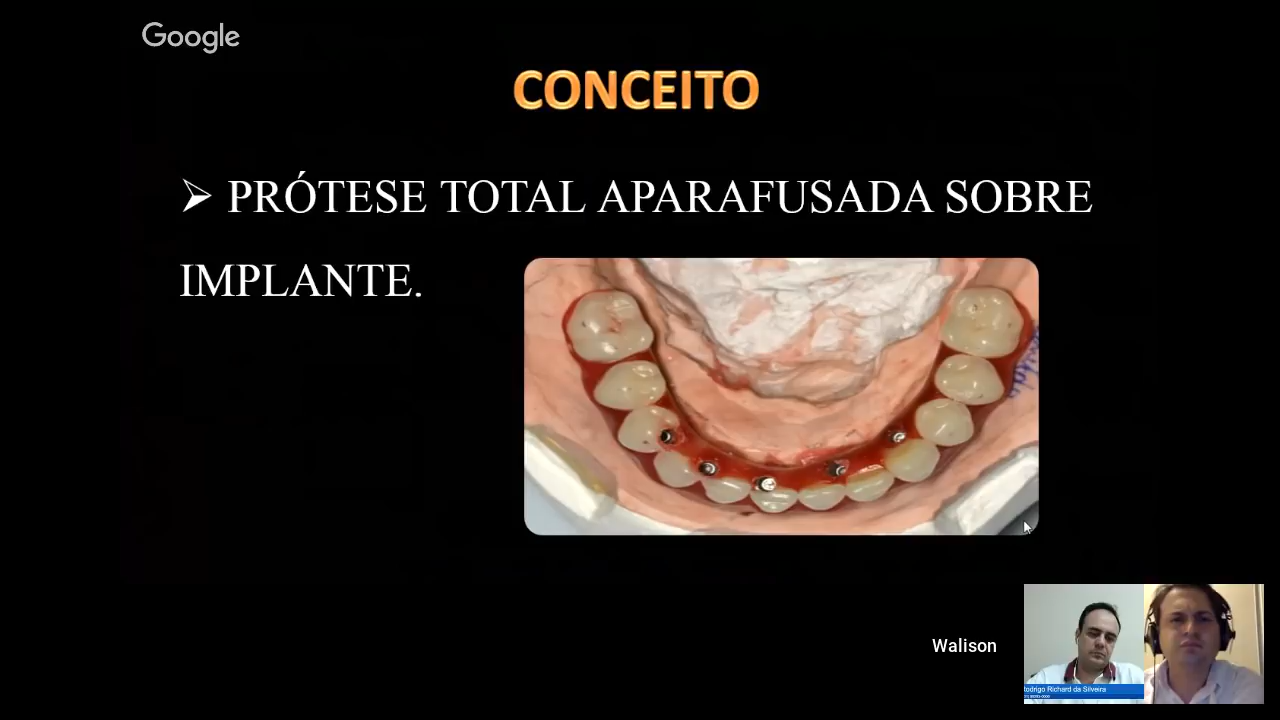 Google
CONCEITO
➢ PRÓTESE TOTAL APARAFUSADA SOBRE
IMPLANTE.
Walison
Rodrigo Richard da Silveira